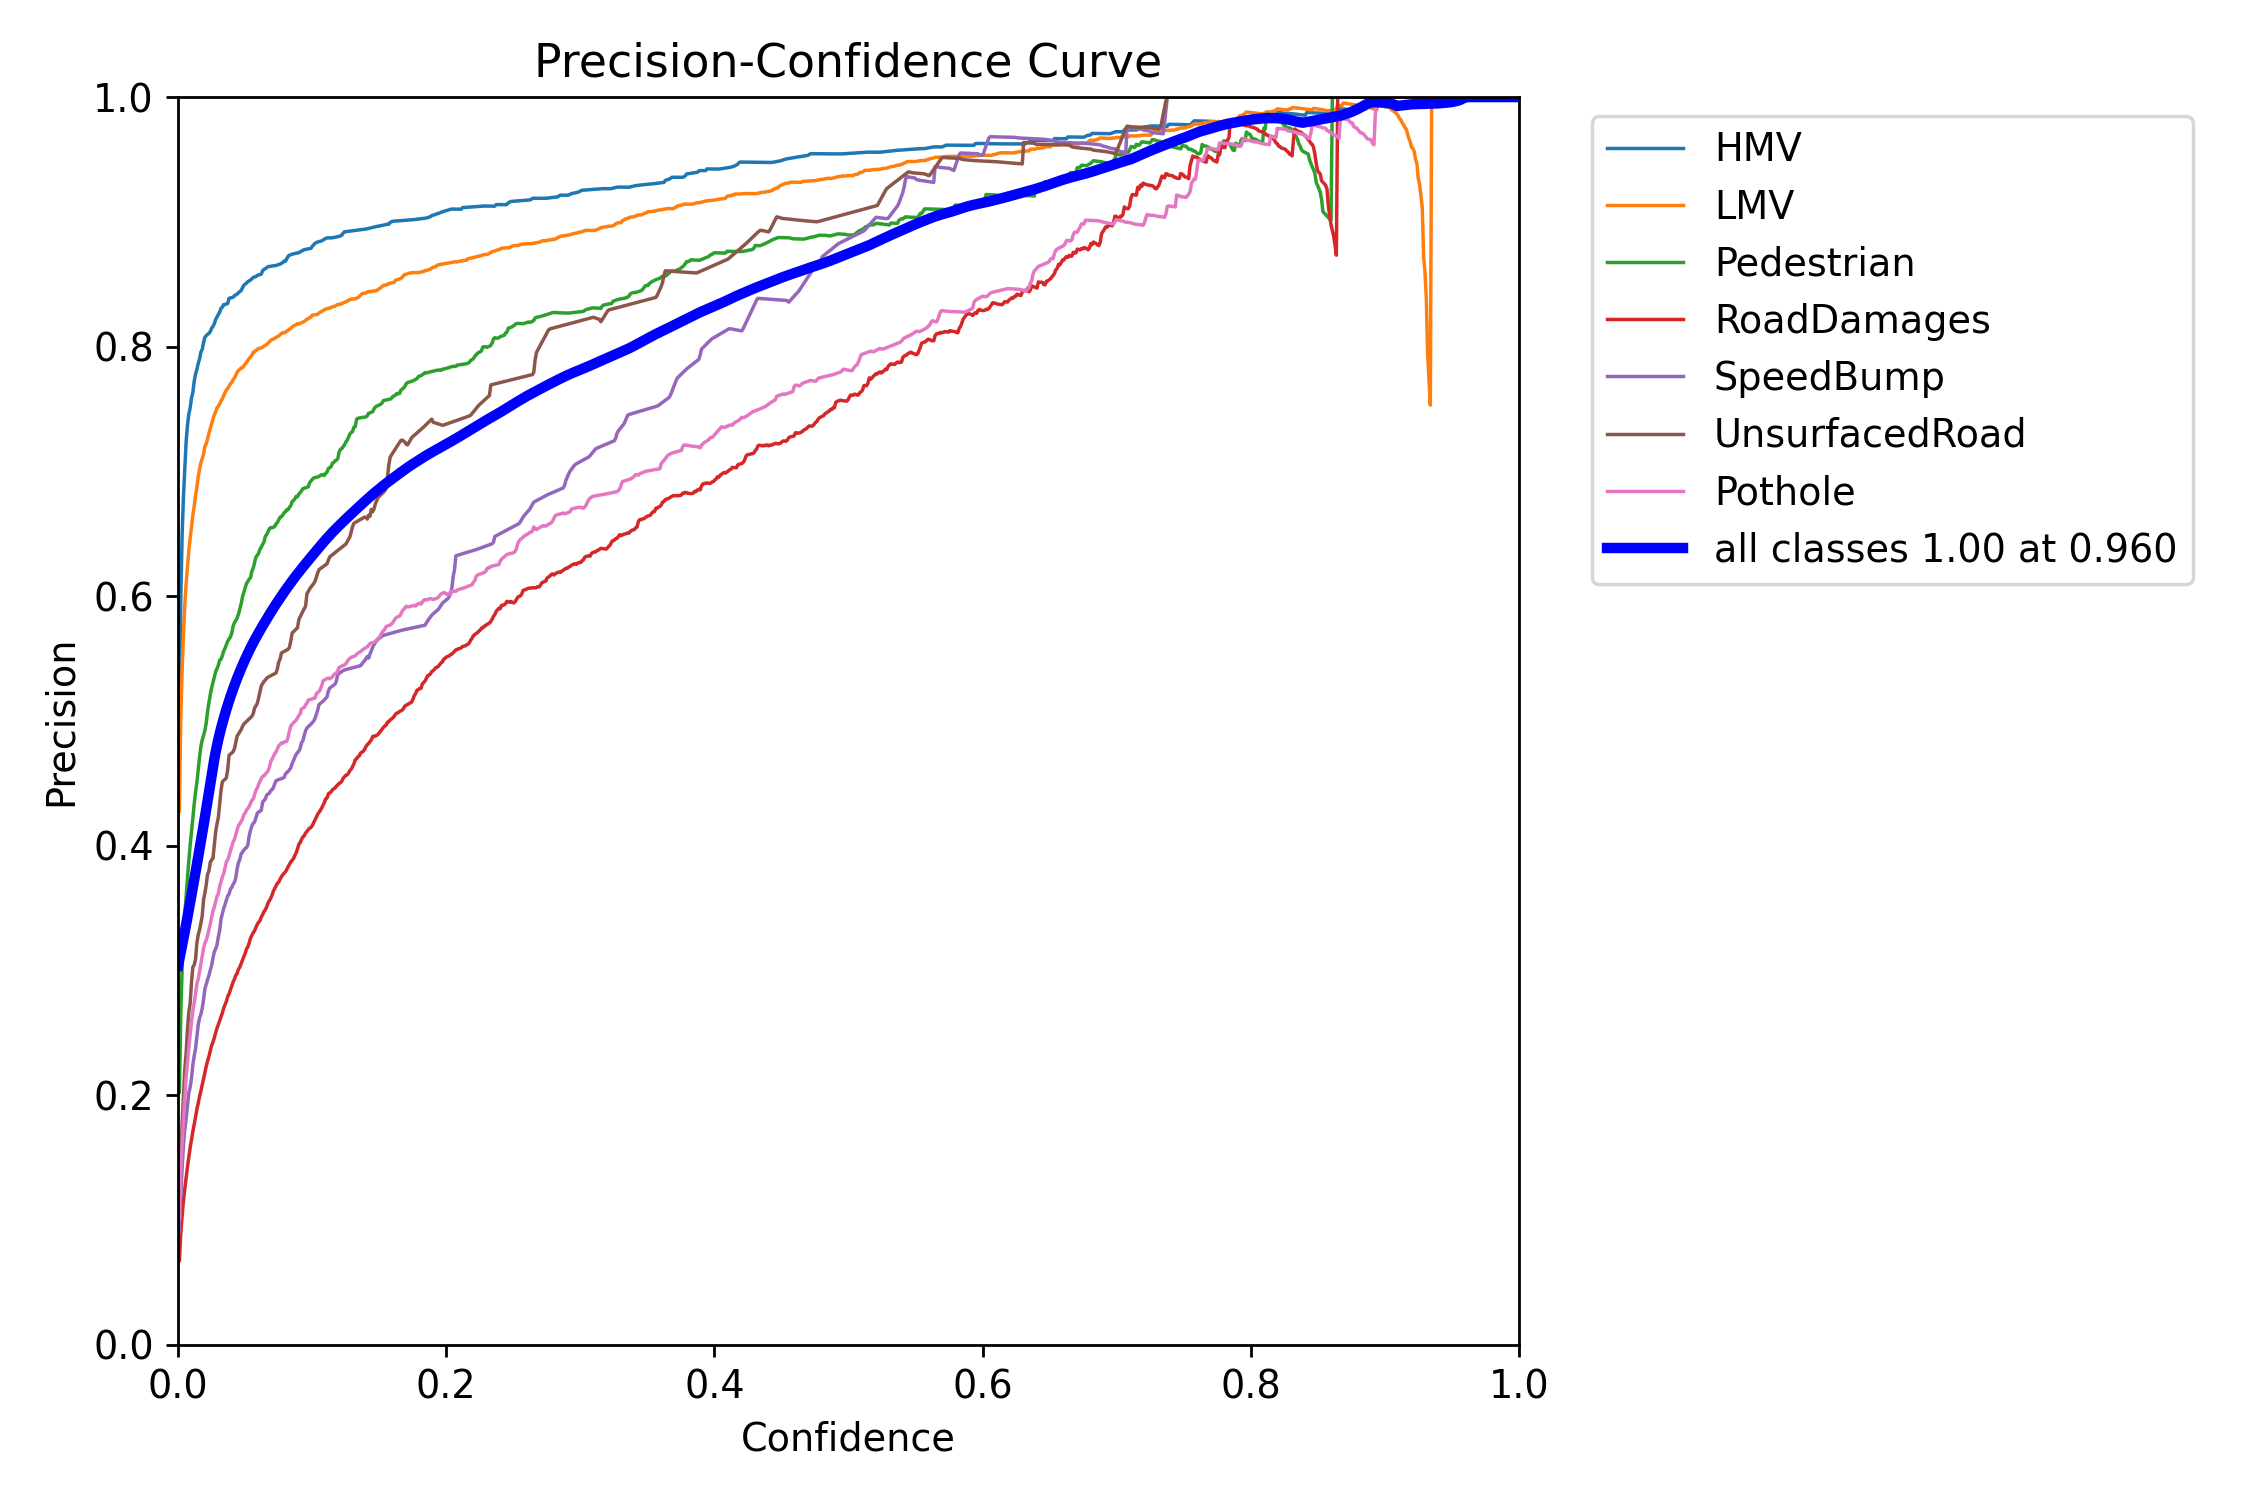 Precision-Confidence Curve
1.0
0.8
0.6
0.4
0.2
0.0
Precision
0.0 0.2 0.4 0.6 0.8 1.0
Confidence
HMV
LMV
Pedestrian
RoadDamages
SpeedBump
UnsurfacedRoad
Pothole
all classes 1.00 at 0.960